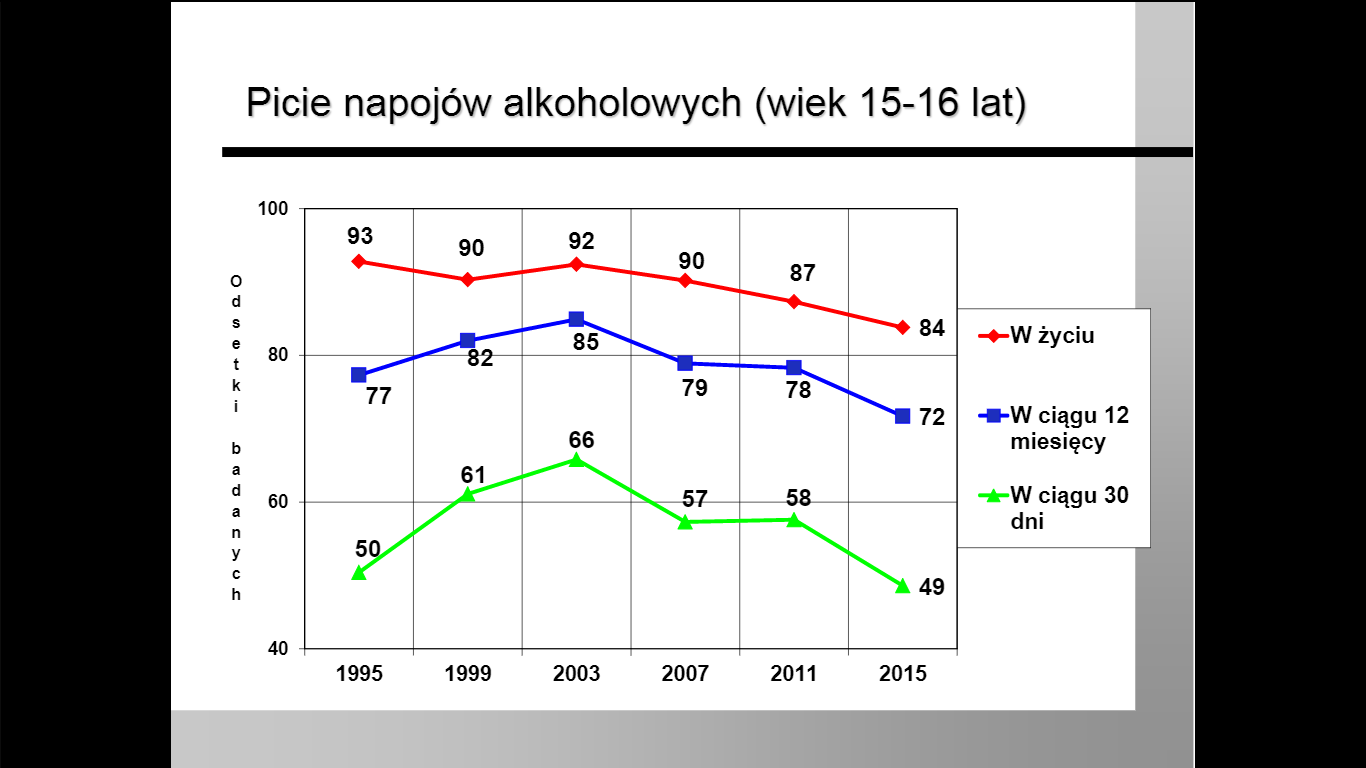 Picie napojów alkoholowych (wiek 15-16 lat)
Odsetki badanych
100
80
60
40
93
90
92
90
87
84
77
82
85
79
78
72
50
61
66
57
58
49
1995 1999 2003 2007 2011 2015
W życiu
W ciągu 12
miesięcy
W ciągu 30
dni